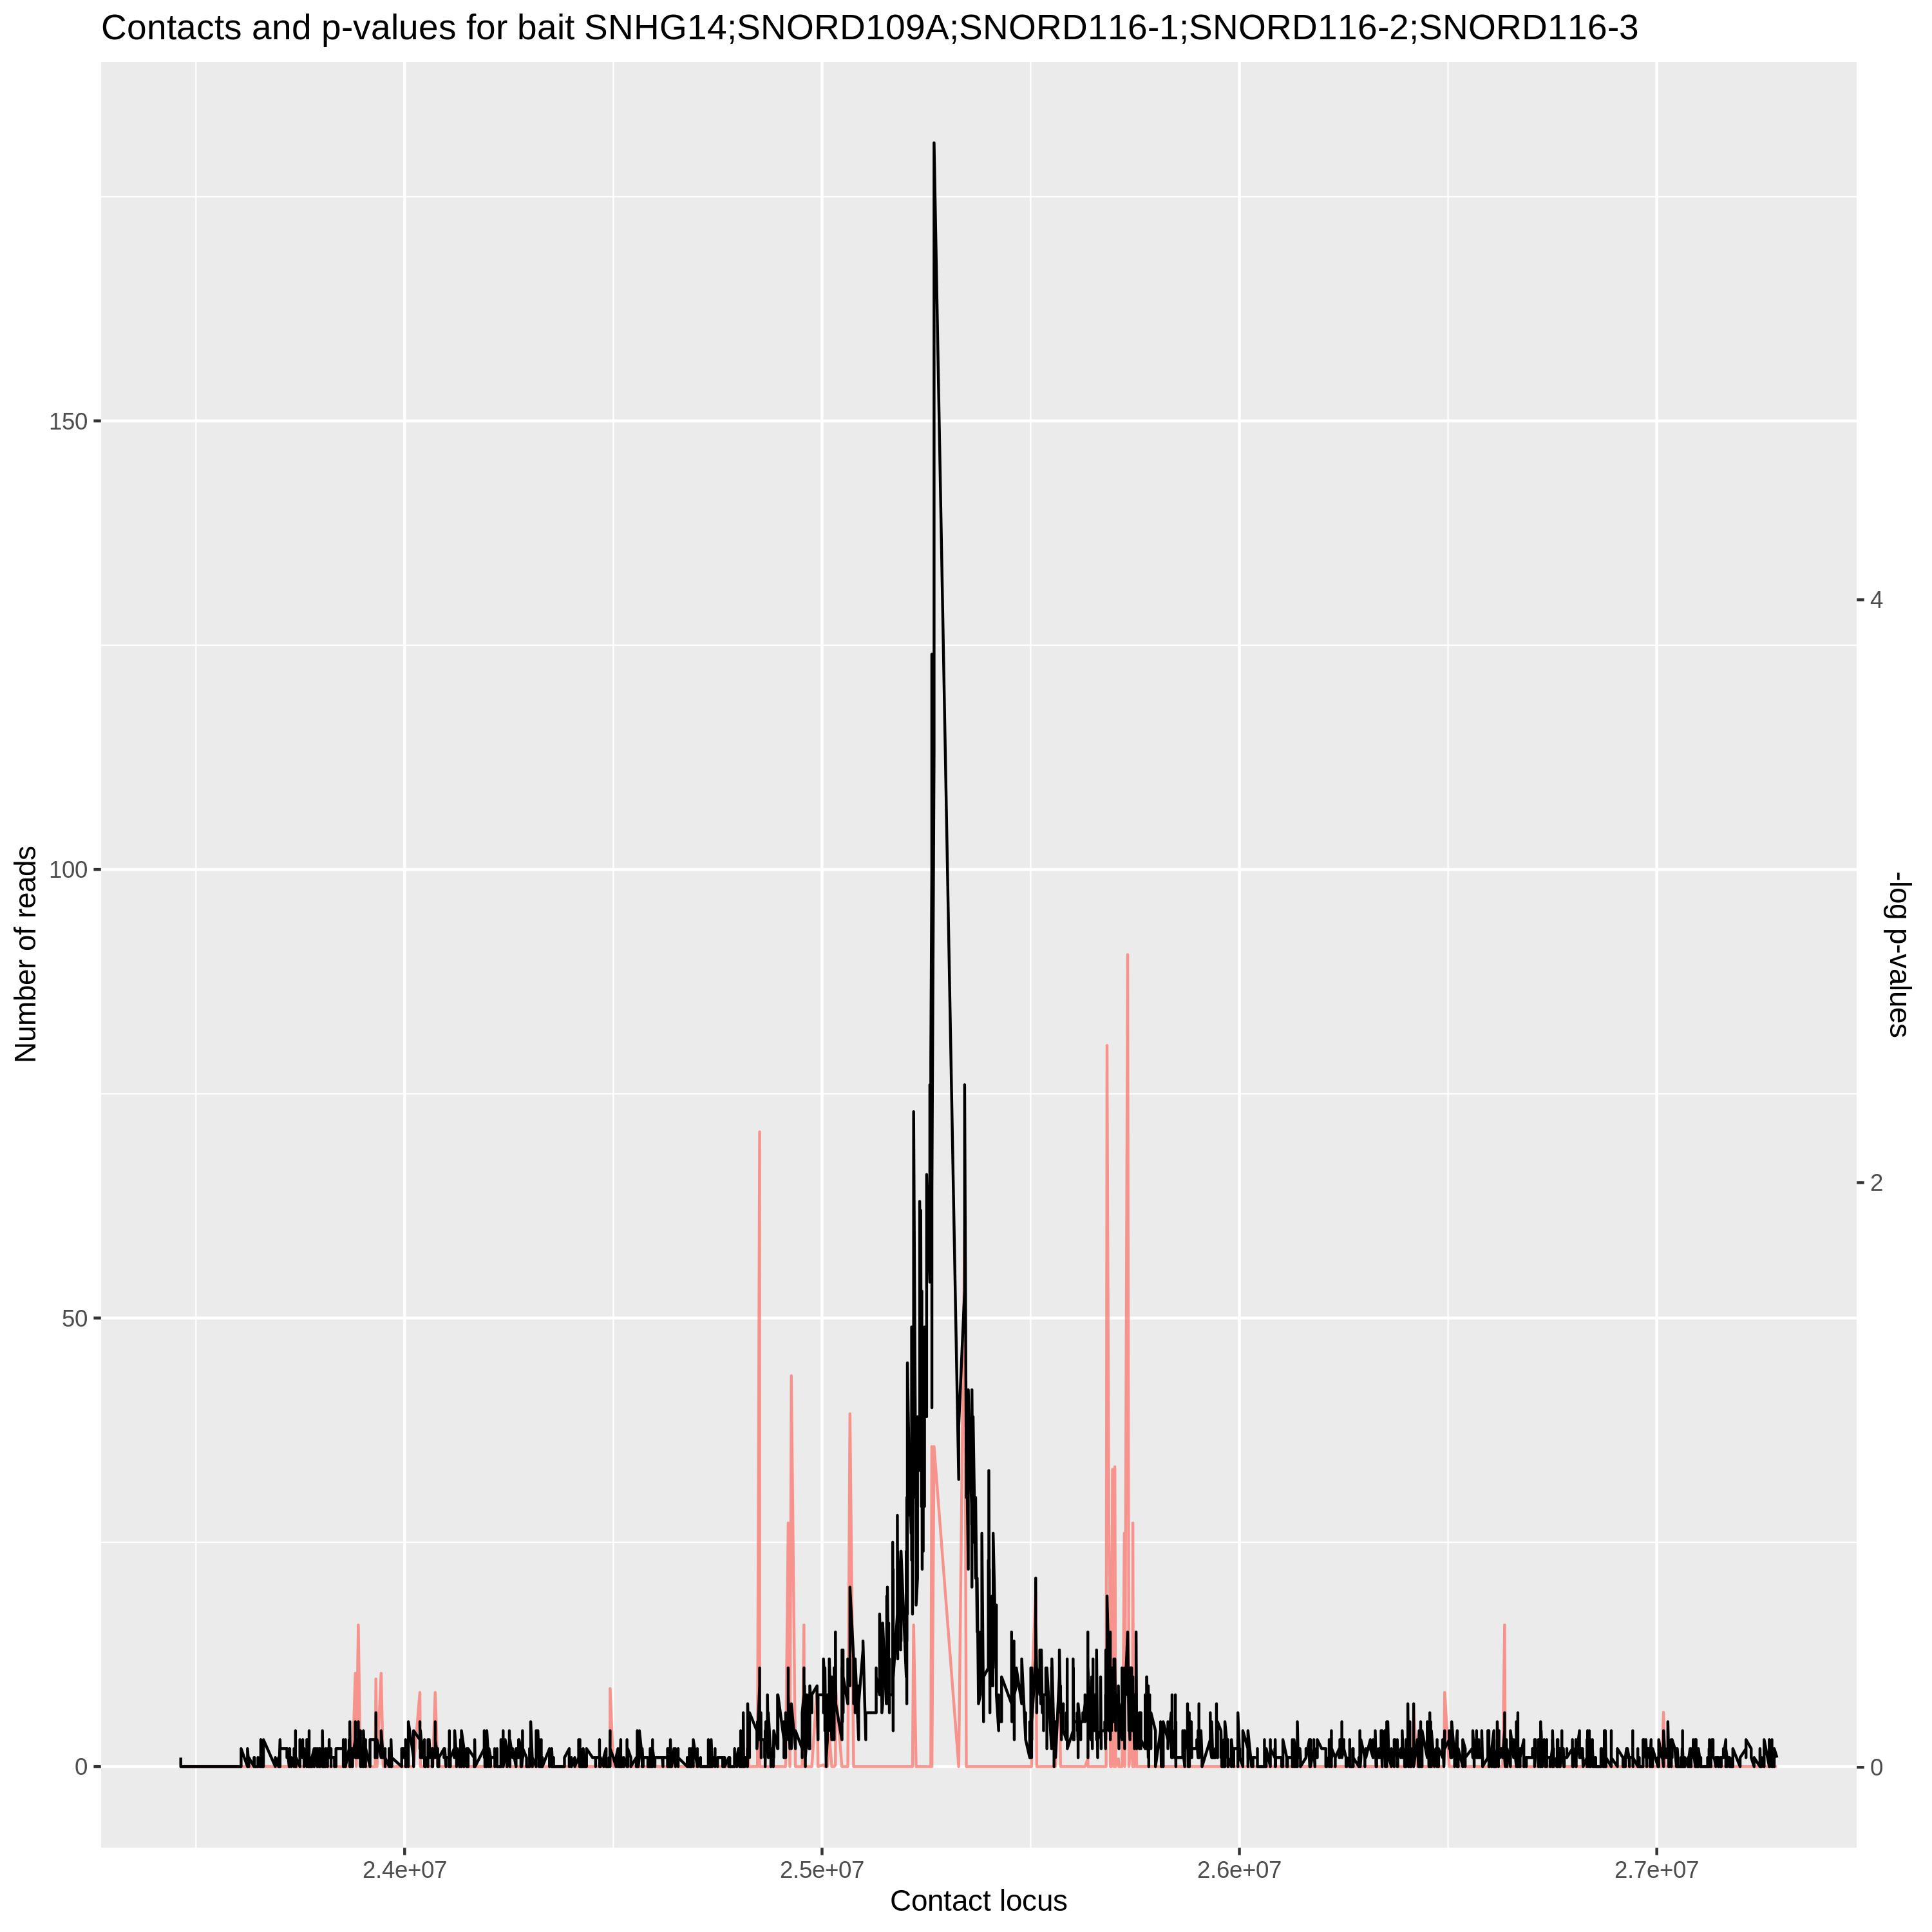 Contacts and p-values for bait SNHG14;SNORD109A;SNORD116-1;SNORD116-2;SNORD116-3
Number of reads
150
100
50
0
4
2
0
-log p-values
2.4e+07
2.5e+07
2.6e+07
2.7e+07
Contact locus